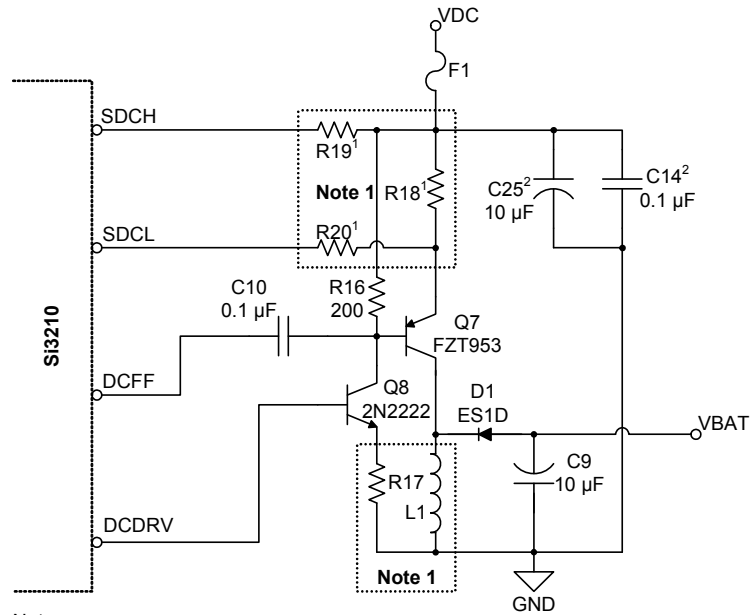 VDC
F1
SDCH
R19¹
Note 1
R18¹
C25²
10 µF
C14²
0.1 µF
SDCL
R20¹
Si3210
C10
0.1 µF
R16
200
Q7
FZT953
DCFF
Q8
2N2222
D1
ES1D
VBAT
R17
L1
C9
10 µF
DCDRV
Note 1
GND